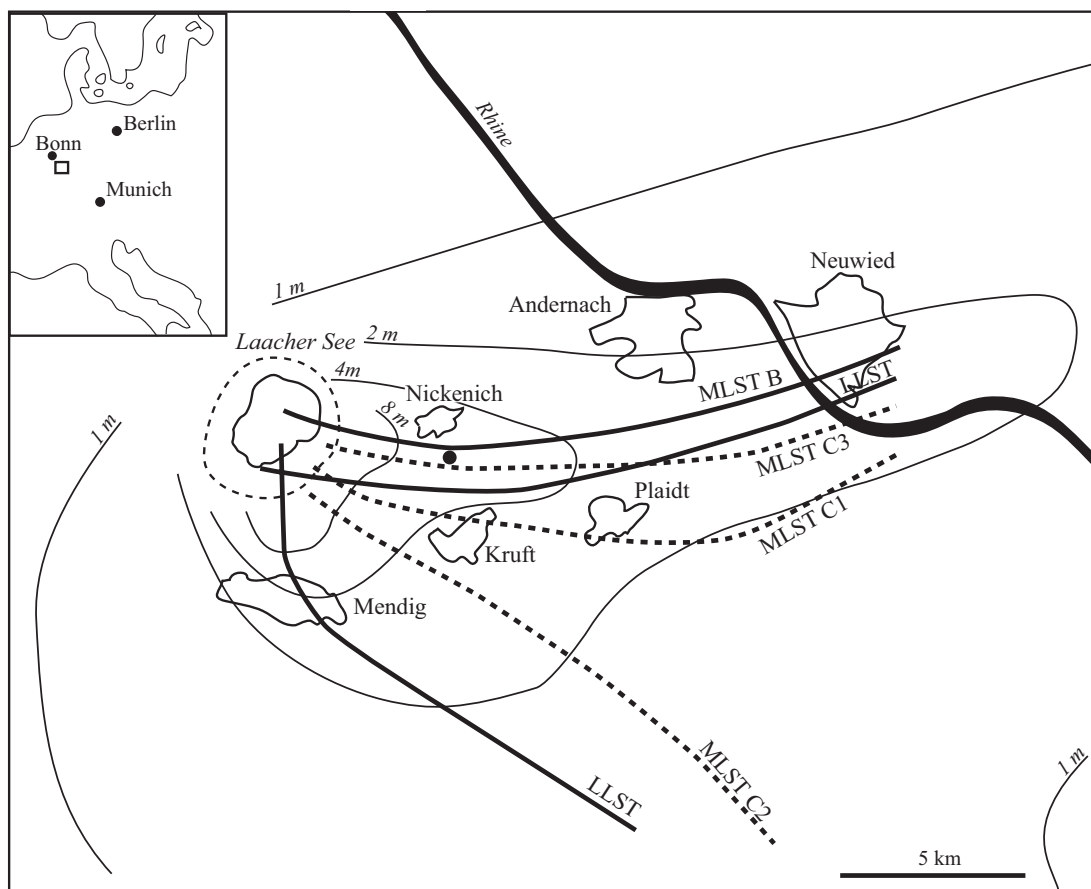 Berlin
Bonn
Munich
Rhine
Neuwied
1 m
Andernach
Laacher See
2 m
4m
Nickenich
8 m
MLST B
LLST
1 m
MLST C3
Plaidt
MLST C1
Kruft
Mendig
MLST C2
1 m
LLST
5 km